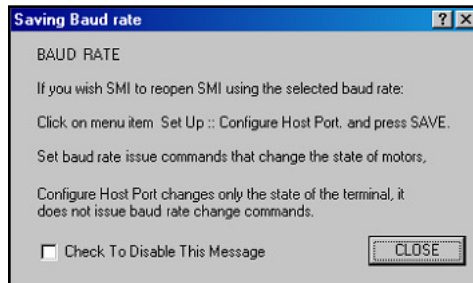 Saving Baud rate
BAUD RATE
If you wish SMI to reopen SMI using the selected baud rate:
Click on menu item Set Up :: Configure Host Port. and press SAVE.
Set baud rate issue commands that change the state of motors,
Configure Host Port changes only the state of the terminal, it
does not issue baud rate change commands.
Check To Disable This Message
CLOSE